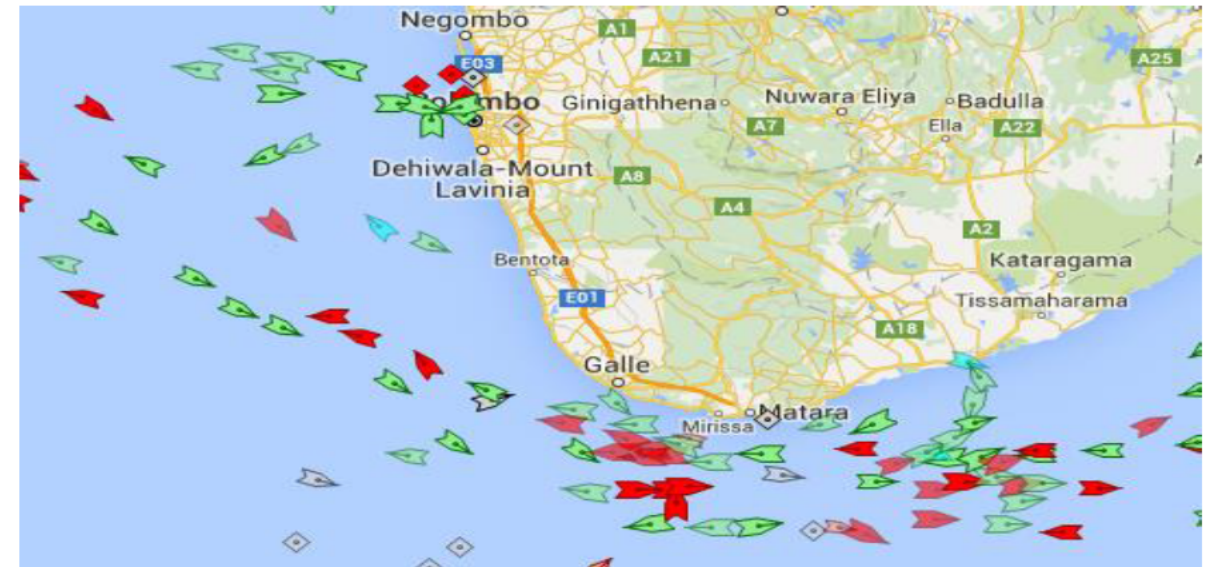 Negombo
A1
A21
A25
E03
Colombo
Ginigathhena
Nuwara Eliya
Badulla
A7
Ella
A22
Dehiwala-Mount
Lavinia
A8
A4
A2
Bentota
Kataragama
E01
Tissamaharama
A18
Galle
Mirissa
Matara